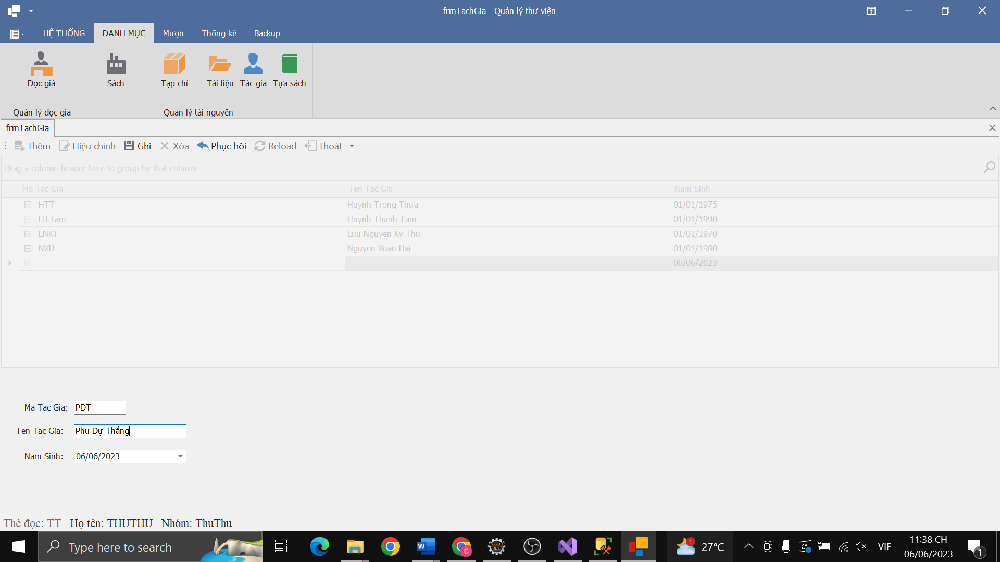 frmTachGia - Quản lý thư viện
HỆ THỐNG DANH MỤC Mượn Thống kê Backup
Đọc giả Sách Tạp chí Tài liệu Tác giả Tựa sách
Quản lý đọc giả Quản lý tài nguyên
frmTachGia
Thêm Hiệu chỉnh Ghi Xóa Phục hồi Reload Thoát
Drag a column header here to group by that column
Ma Tac Gia Ten Tac Gia Nam Sinh
HTT Huynh Trong Thưa 01/01/1975
HTTam Huynh Thanh Tam 01/01/1990
LNKT Luu Nguyen Ky Thu 01/01/1970
NXH Nguyen Xuan Hai 01/01/1980
06/06/2023
Ma Tac Gia: PDT
Ten Tac Gia: Phu Dự Thắng
Nam Sinh: 06/06/2023
Thẻ đọc: TT Họ tên: THUTHU Nhóm: ThuThu
Type here to search 1 27°C VIE 11:38 CH
06/06/2023 1